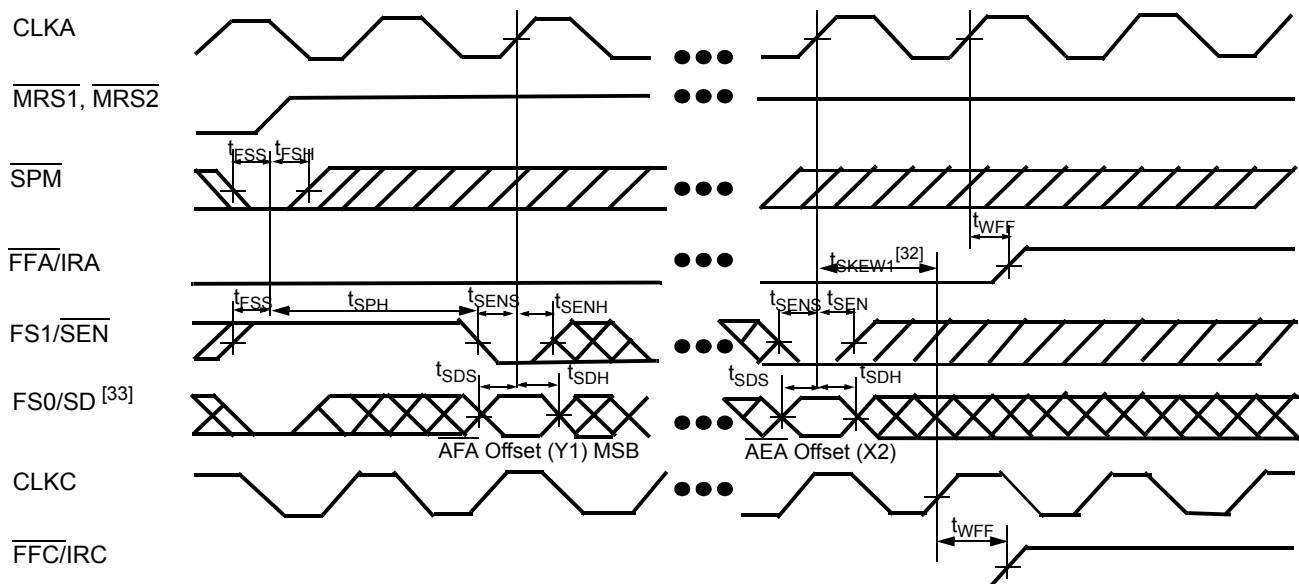 CLKA
MRS1, MRS2
tFSS tFSH
SPM
tWFF
FFA/IRA
tSKEW1[32]
tFSS tSPH tSENS tSENH tSENS tSEN
FS1/SEN
tSDS tSDH tSDS tSDH
FS0/SD [33]
AFA Offset (Y1) MSB AEA Offset (X2)
CLKC
tWFF
FFC/IRC